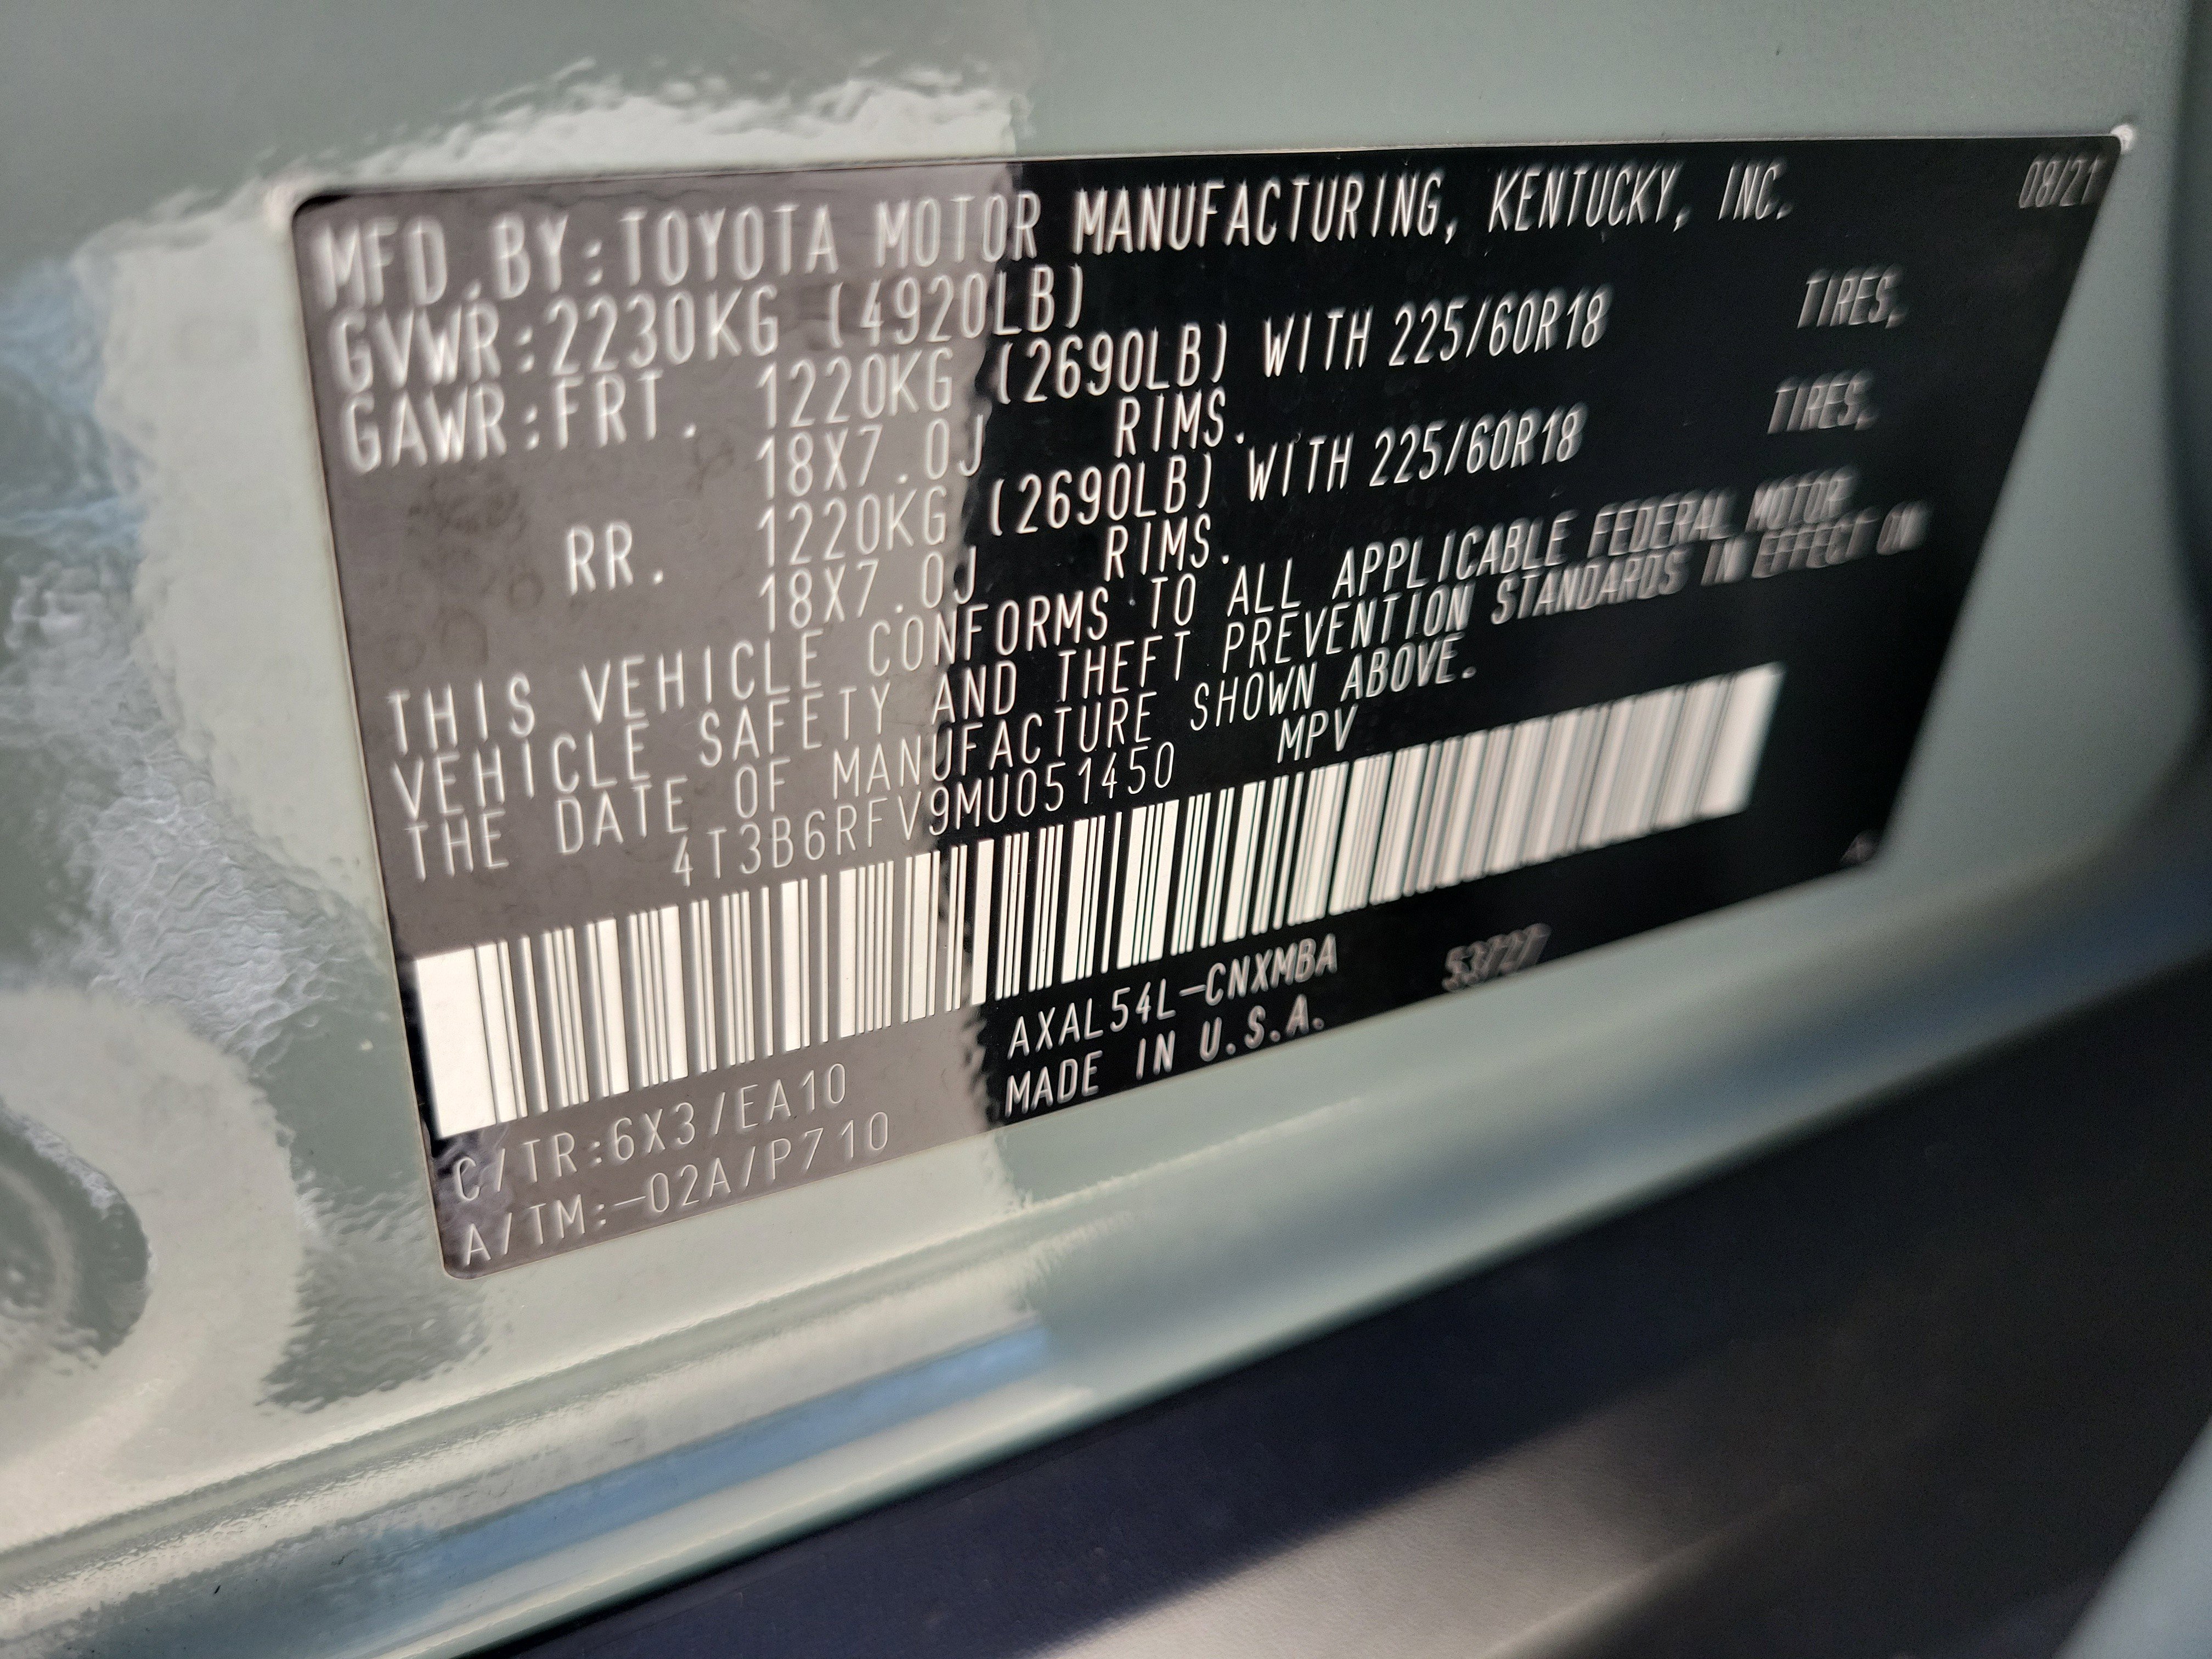 MFD.BY:TOYOTA MOTOR MANUFACTURING, KENTUCKY, INC. 08/21
GVWR:2230KG (4920LB)
GAWR:FRT. 1220KG (2690LB) WITH 225/60R18 TIRES,
18X7.0J RIMS.
RR. 1220KG (2690LB) WITH 225/60R18 TIRES,
18X7.0J RIMS.
THIS VEHICLE CONFORMS TO ALL APPLICABLE FEDERAL MOTOR
VEHICLE SAFETY AND THEFT PREVENTION STANDARDS IN EFFECT ON
THE DATE OF MANUFACTURE SHOWN ABOVE.
4T3B6RFV9MU051450 MPV
C/TR:6X3/EA10 AXAL54L-CNXMBA
A/TM:-02A/P710 MADE IN U.S.A.